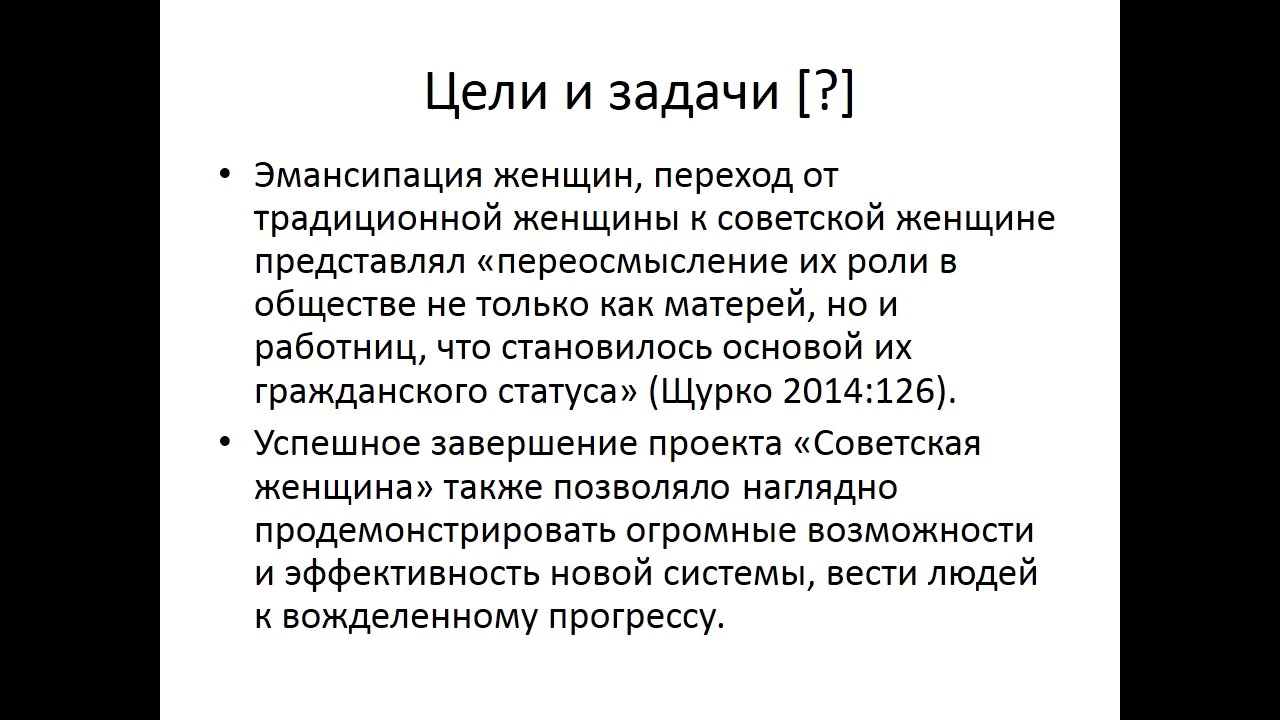 Цели и задачи [?]
• Эмансипация женщин, переход от
традиционной женщины к советской женщине
представлял «переосмысление их роли в
обществе не только как матерей, но и
работниц, что становилось основой их
гражданского статуса» (Щурко 2014:126).
• Успешное завершение проекта «Советская
женщина» также позволяло наглядно
продемонстрировать огромные возможности
и эффективность новой системы, вести людей
к вожделенному прогрессу.